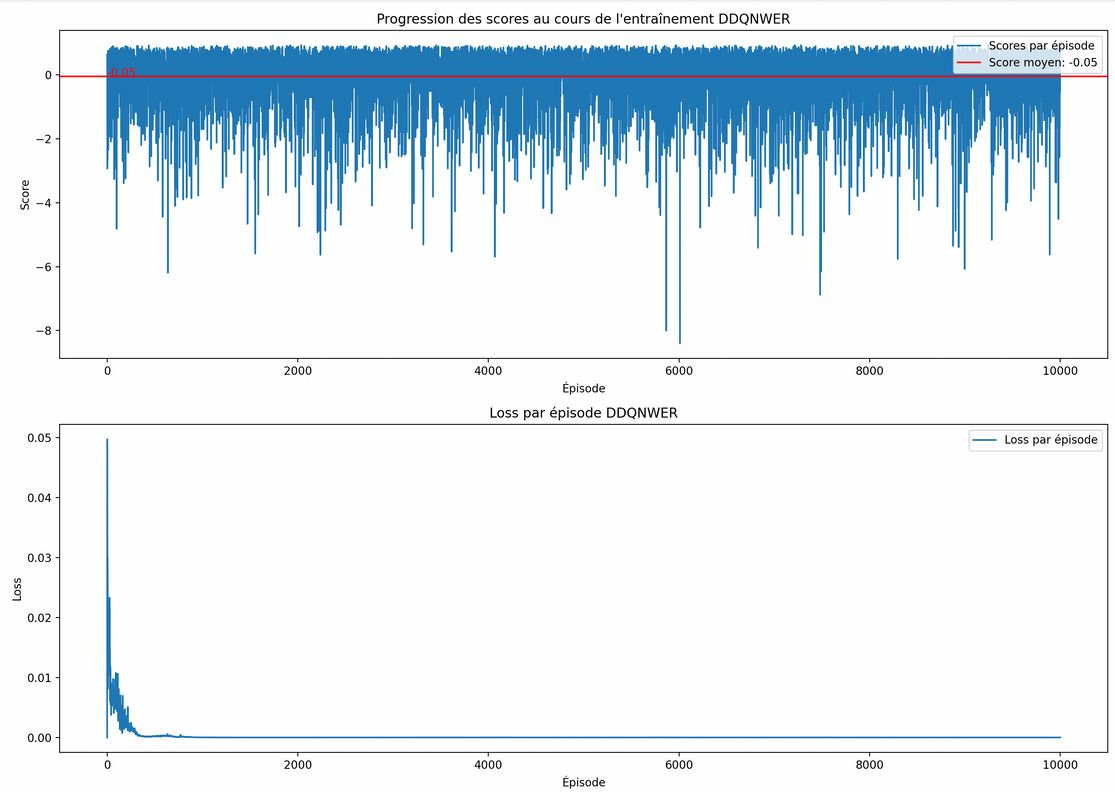 Progression des scores au cours de l'entraînement DDQNWER
Scores par épisode
Score moyen: -0.05
-0.05
Score
0
−2
−4
−6
−8
0 2000 4000 6000 8000 10000
Épisode
Loss par épisode DDQNWER
Loss par épisode
Loss
0.05
0.04
0.03
0.02
0.01
0.00
0 2000 4000 6000 8000 10000
Épisode